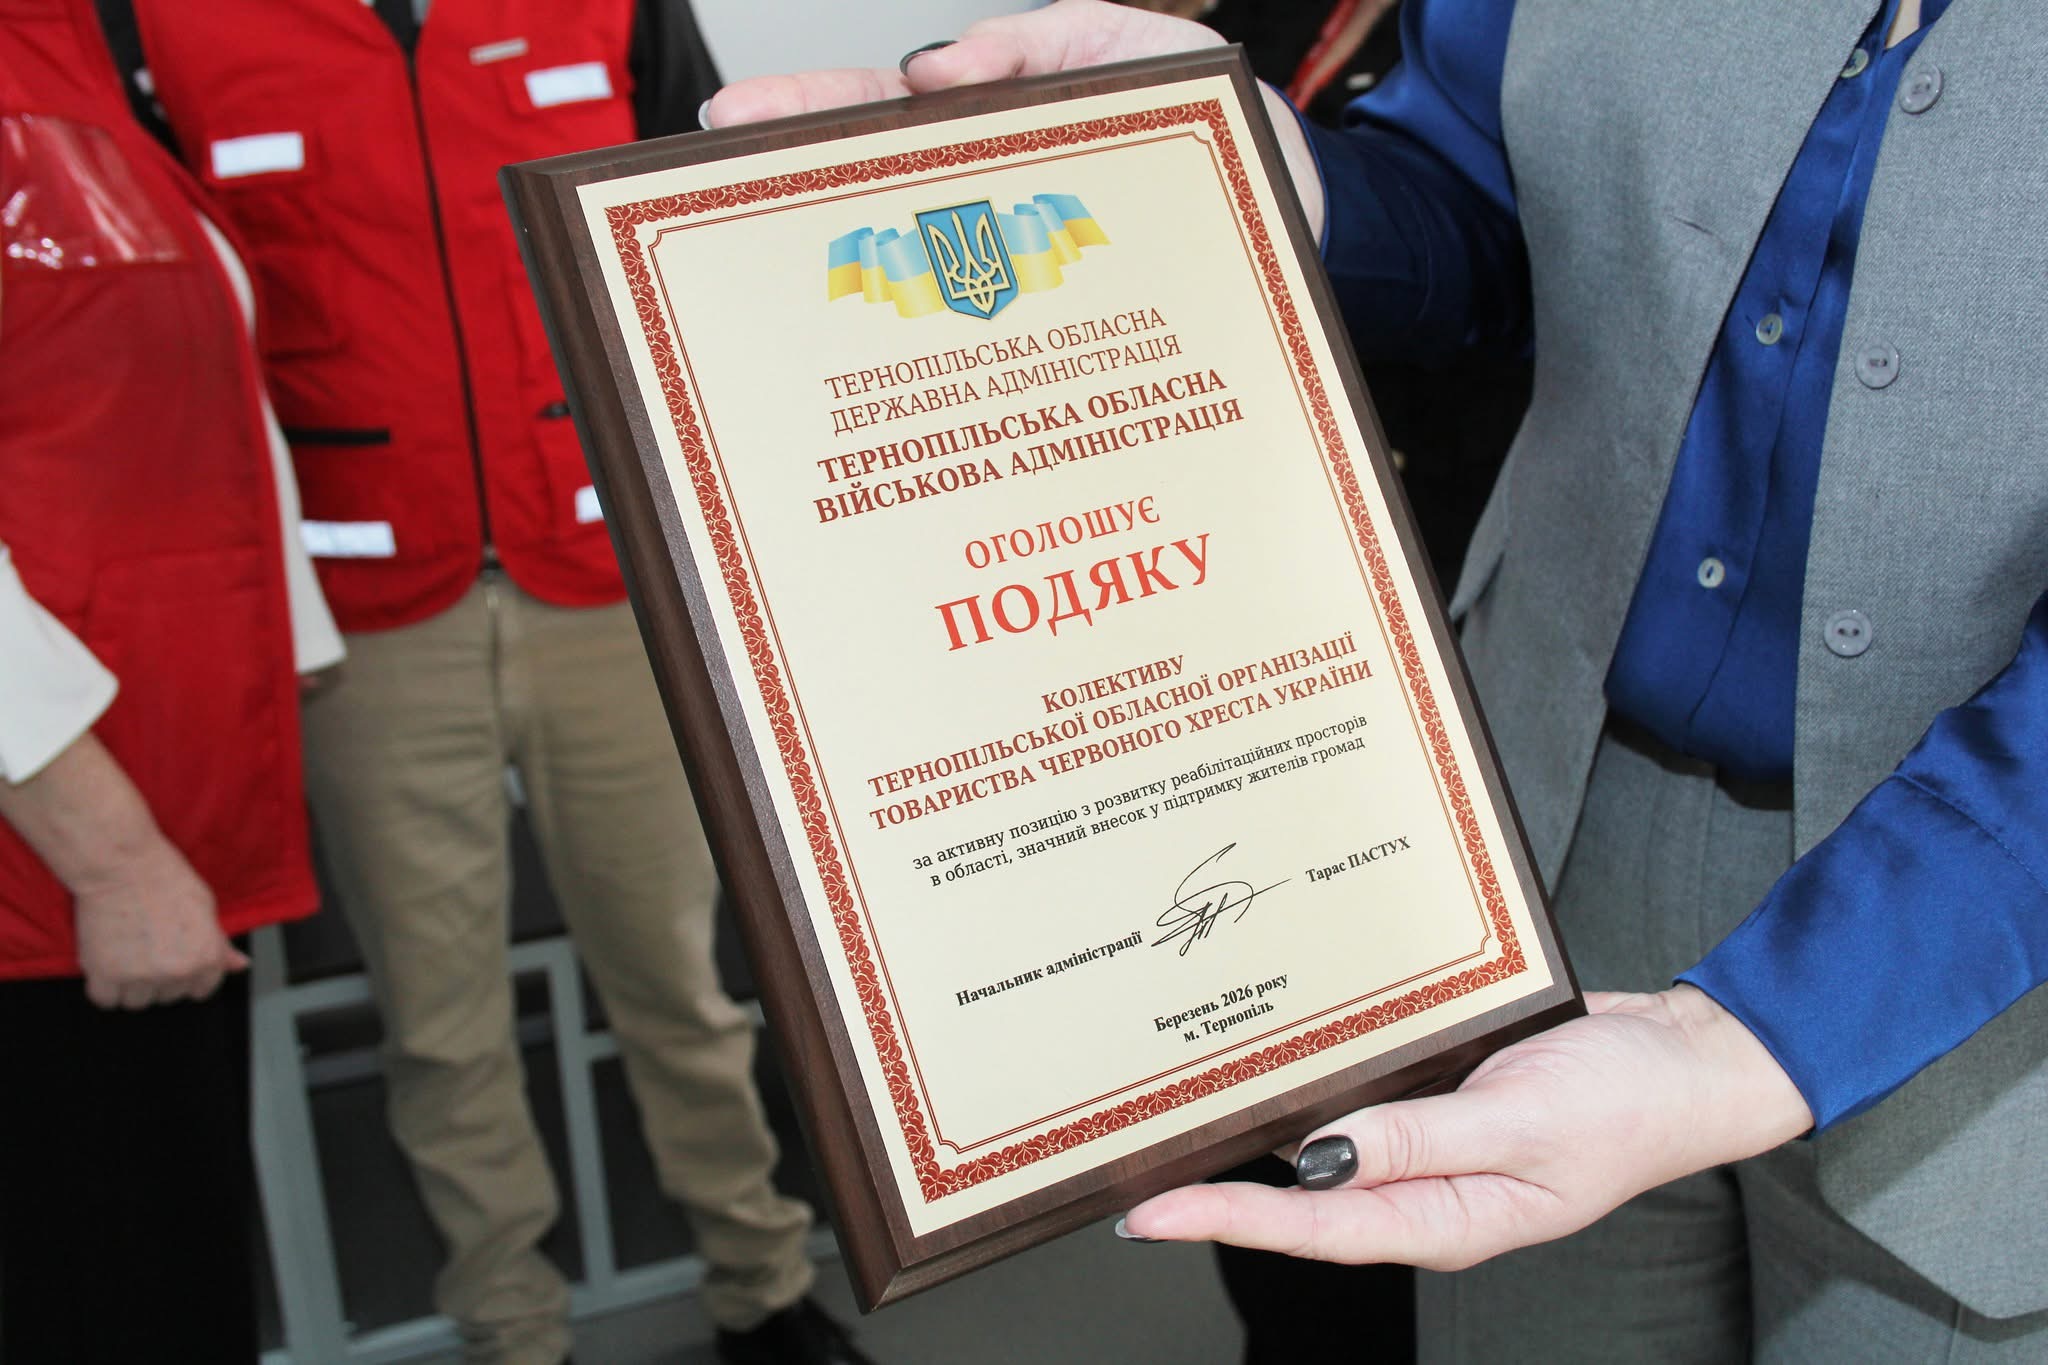 ТЕРНОПІЛЬСЬКА ОБЛАСНА
ДЕРЖАВНА АДМІНІСТРАЦІЯ
ТЕРНОПІЛЬСЬКА ОБЛАСНА
ВІЙСЬКОВА АДМІНІСТРАЦІЯ
ОГОЛОШУЄ
ПОДЯКУ
КОЛЕКТИВУ
ТЕРНОПІЛЬСЬКОЇ ОБЛАСНОЇ ОРГАНІЗАЦІЇ
ТОВАРИСТВА ЧЕРВОНОГО ХРЕСТА УКРАЇНИ
за активну позицію з розвитку реабілітаційних просторів
в області, значний внесок у підтримку жителів громад
Начальник адміністрації
Тарас ПАСТУХ
Березень 2026 року
м. Тернопіль